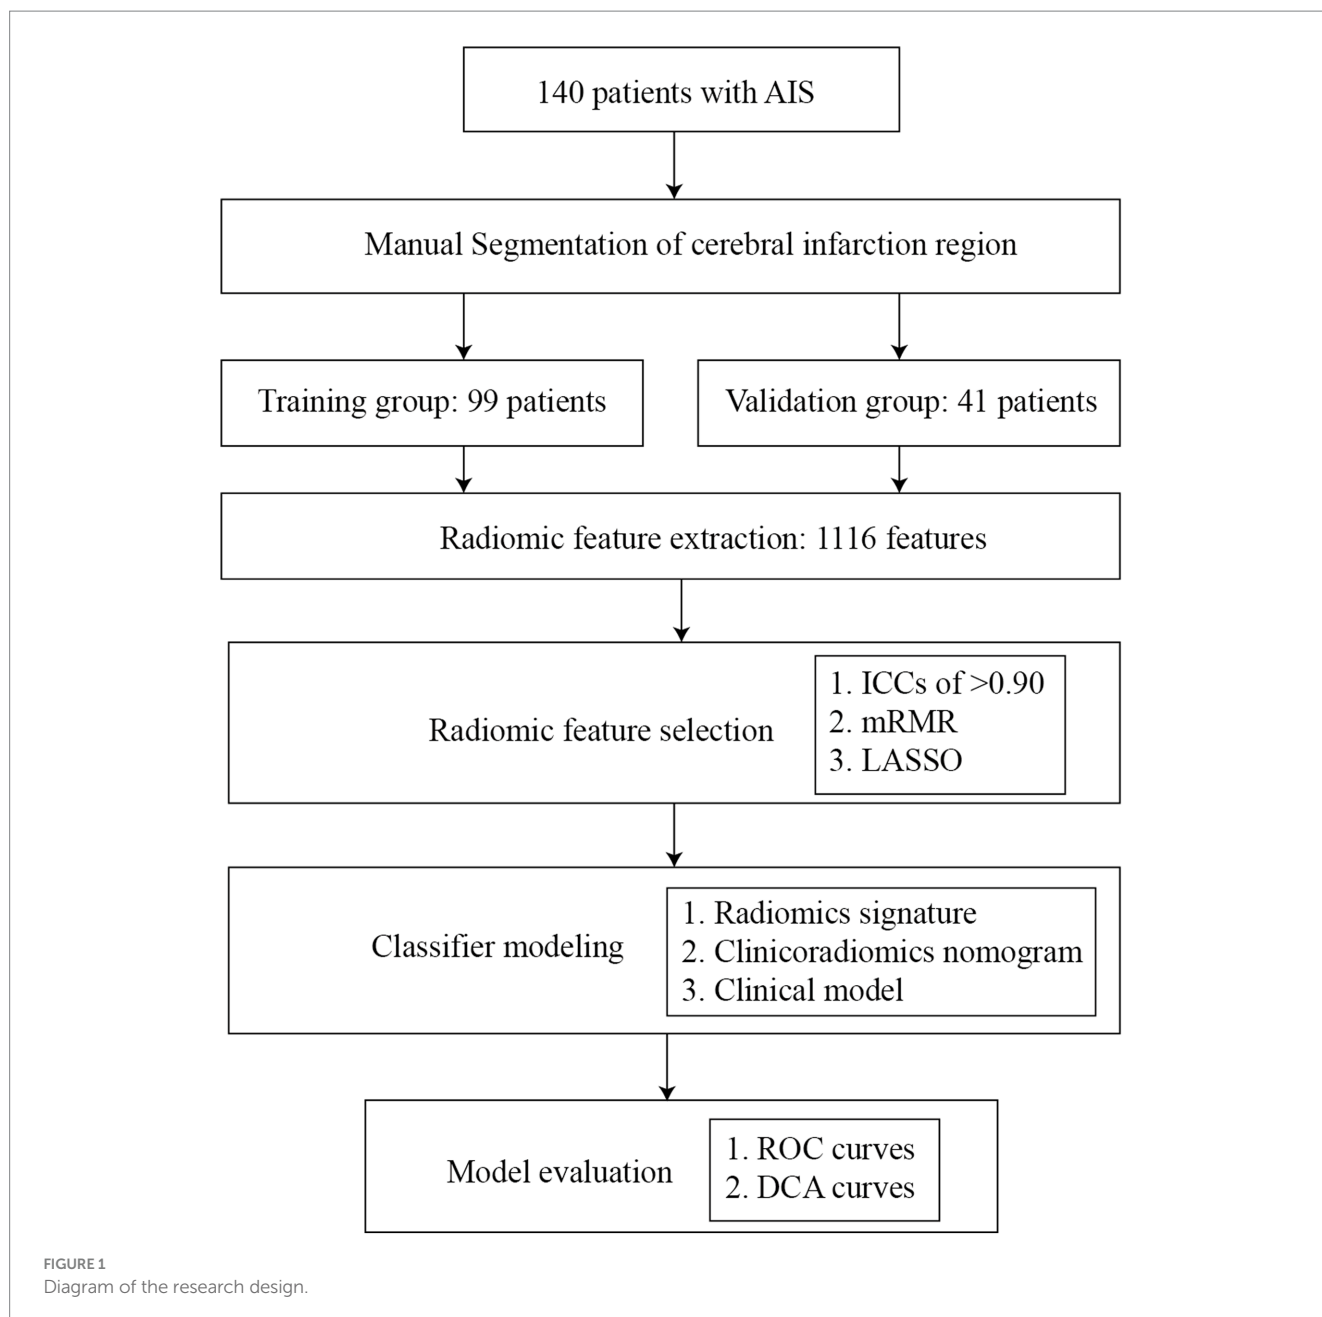 140 patients with AIS
Manual Segmentation of cerebral infarction region
Training group: 99 patients
Validation group: 41 patients
Radiomic feature extraction: 1116 features
Radiomic feature selection
1. ICCs of >0.90
2. mRMR
3. LASSO
Classifier modeling
1. Radiomics signature
2. Clinicoradiomics nomogram
3. Clinical model
Model evaluation
1. ROC curves
2. DCA curves
FIGURE 1
Diagram of the research design.